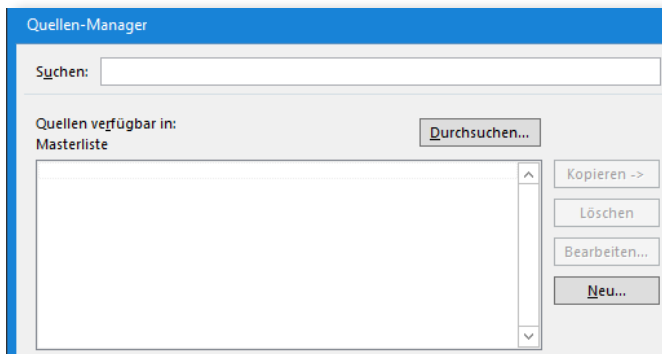 Quellen-Manager
Suchen:
Quellen verfügbar in:
Masterliste
Durchsuchen...
Kopieren ->
Löschen
Bearbeiten...
Neu...